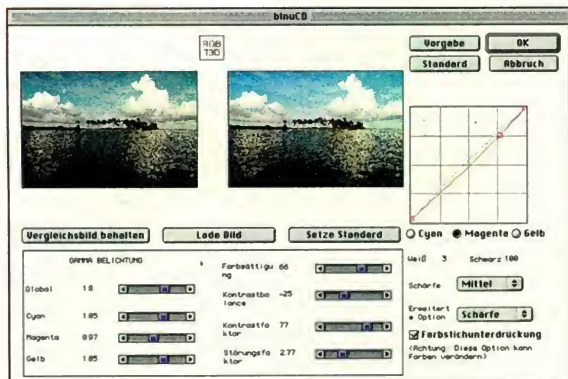 binuCD
RGB
T3D
Vorgabe
OK
Standard
Abbruch
Vergleichsbild behalten
Lade Bild
Setze Standard
Cyan
Magenta
Gelb
GAMMA BELICHTUNG
Global 1.0
Cyan 1.05
Magenta 0.97
Gelb 1.05
Farbsättigu 66
ng
Kontrastba -25
lance
Kontrastfa 77
ktor
Störungsfa 2.77
ktor
Weiß 3 Schwarz 100
Schärfe Mittel
Erweitert
e Option Schärfe
Farbstichunterdrückung
(Achtung: Diese Option kann
Farben verändern)